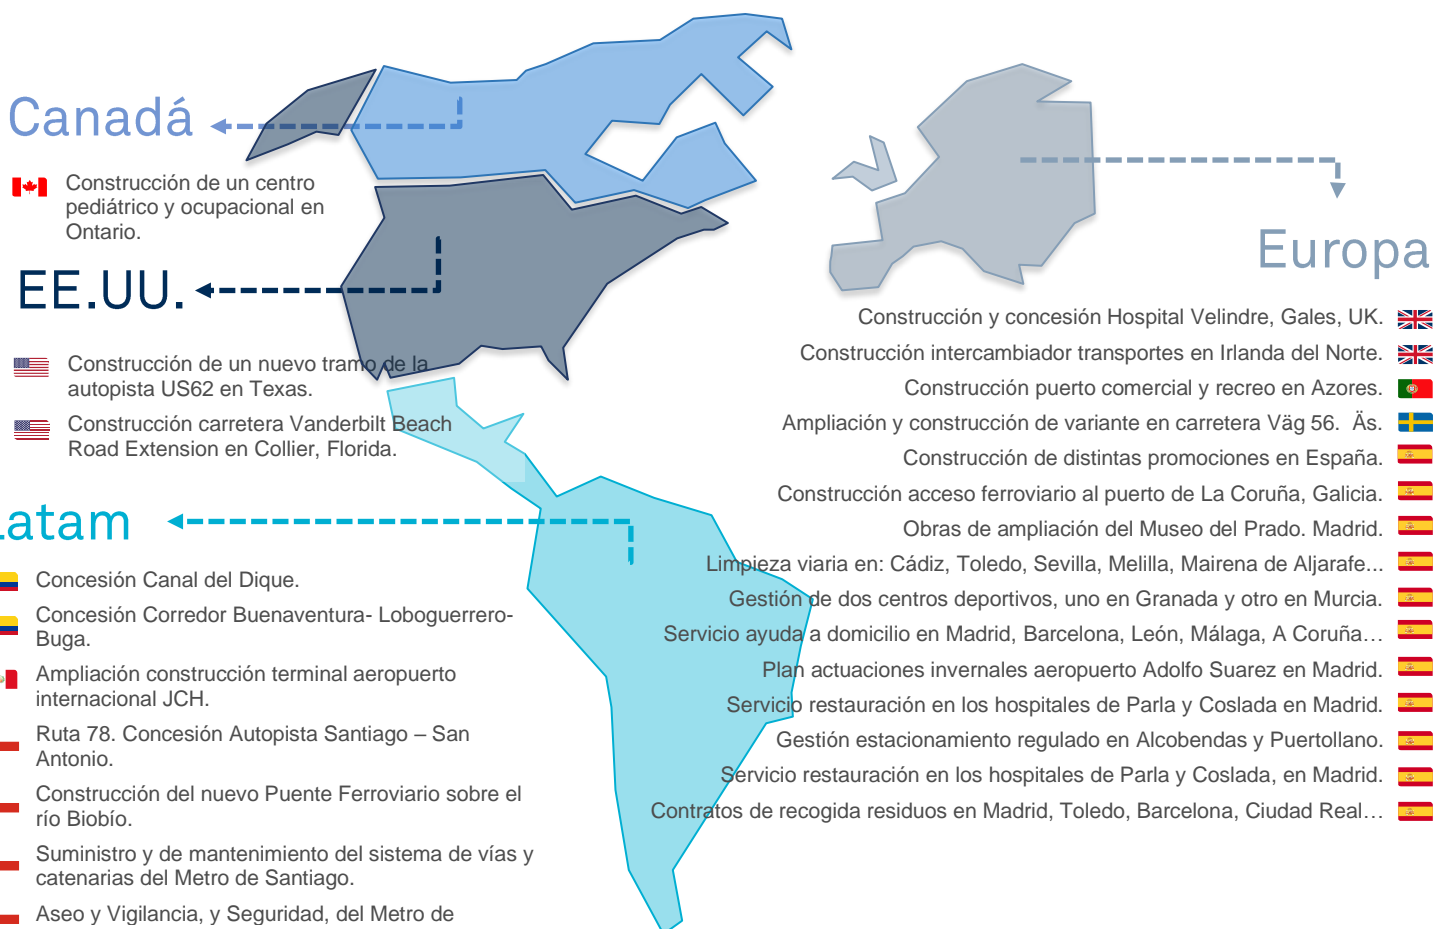 Canadá
Construcción de un centro
pediátrico y ocupacional en
Ontario.
EE.UU.
Construcción de un nuevo tramo de la
autopista US62 en Texas.
Construcción carretera Vanderbilt Beach
Road Extension en Collier, Florida.
Latam
Concesión Canal del Dique.
Concesión Corredor Buenaventura- Loboguerrero-
Buga.
Ampliación construcción terminal aeropuerto
internacional JCH.
Ruta 78. Concesión Autopista Santiago – San
Antonio.
Construcción del nuevo Puente Ferroviario sobre el
río Biobío.
Suministro y de mantenimiento del sistema de vías y
catenarias del Metro de Santiago.
Aseo y Vigilancia, y Seguridad, del Metro de
Europa
Construcción y concesión Hospital Velindre, Gales, UK.
Construcción intercambiador transportes en Irlanda del Norte.
Construcción puerto comercial y recreo en Azores.
Ampliación y construcción de variante en carretera Väg 56.  Äs.
Construcción de distintas promociones en España.
Construcción acceso ferroviario al puerto de La Coruña, Galicia.
Obras de ampliación del Museo del Prado. Madrid.
Limpieza viaria en: Cádiz, Toledo, Sevilla, Melilla, Mairena de Aljarafe...
Gestión de dos centros deportivos, uno en Granada y otro en Murcia.
Servicio ayuda a domicilio en Madrid, Barcelona, León, Málaga, A Coruña…
Plan actuaciones invernales aeropuerto Adolfo Suarez en Madrid.
Servicio restauración en los hospitales de Parla y Coslada en Madrid.
Gestión estacionamiento regulado en Alcobendas y Puertollano.
Servicio restauración en los hospitales de Parla y Coslada, en Madrid.
Contratos de recogida residuos en Madrid, Toledo, Barcelona, Ciudad Real…